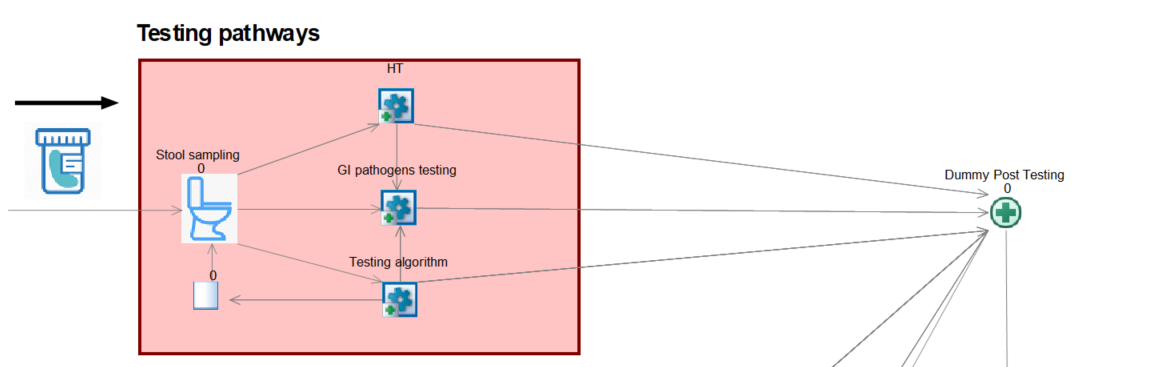 Testing pathways
HT
Stool sampling
0
GI pathogens testing
Dummy Post Testing
0
Testing algorithm
0